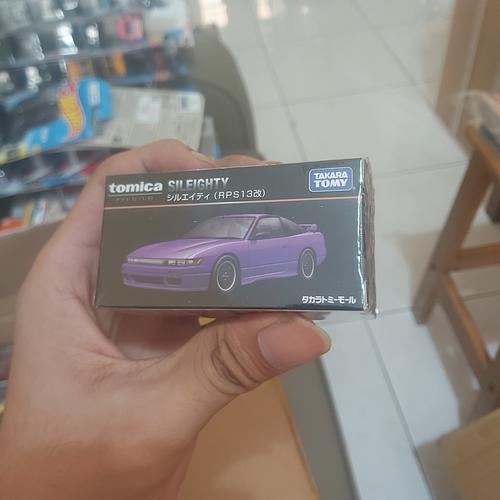 tomica SILEIGHTY
PREMIUM シルエイティ (RPS13改)
TAKARA
TOMY
タカラトミーモール